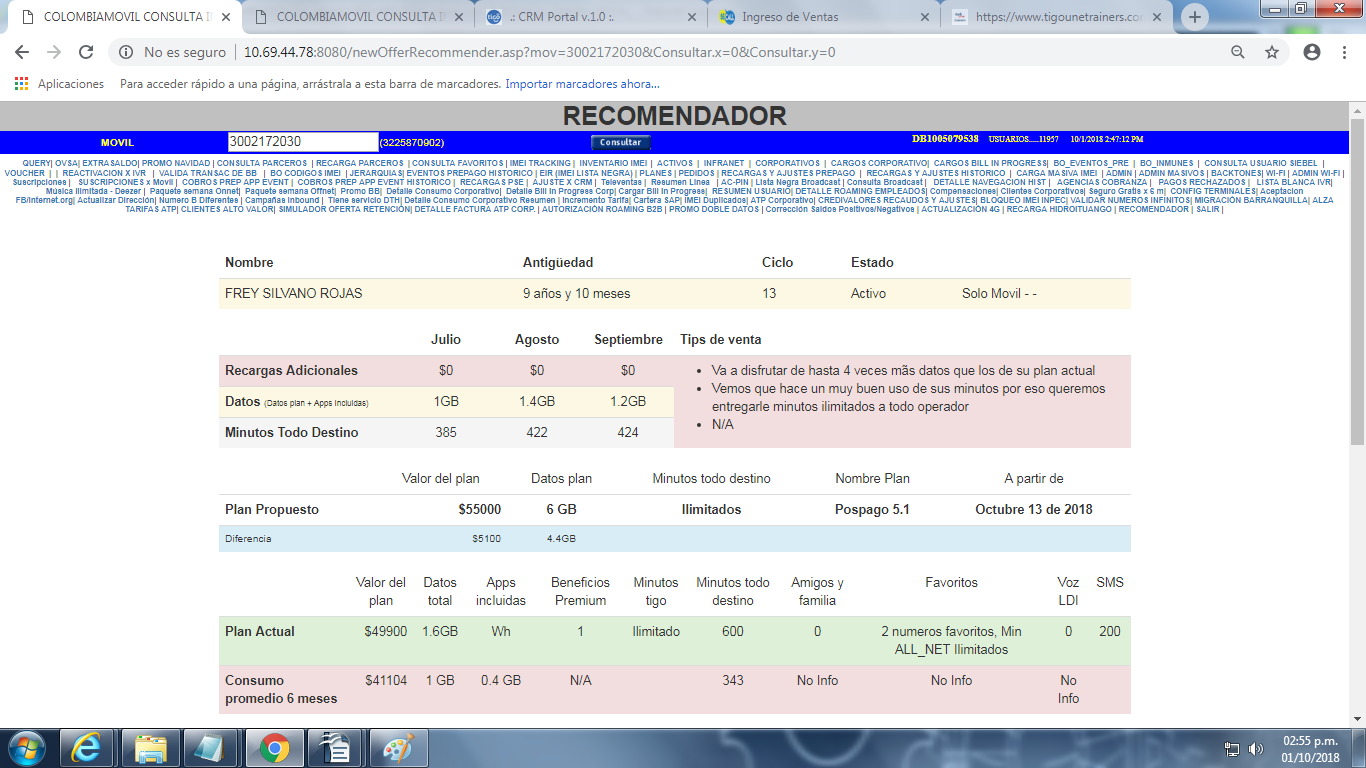 COLOMBIAMOVIL CONSULTA I
COLOMBIAMOVIL CONSULTA I
.: CRM Portal v.1.0 :.
Ingreso de Ventas
https://www.tigounetrainers.co
No es seguro | 10.69.44.78:8080/newOfferRecommender.asp?mov=3002172030&Consultar.x=0&Consultar.y=0
Aplicaciones Para acceder rápido a una página, arrástrala a esta barra de marcadores. Importar marcadores ahora...
RECOMENDADOR
MOVIL 3002172030 (3225870902) Consultar DB1005079538 USUARIOS.....11957 10/1/2018 2:47:12 PM
QUERY| OVSA| EXTRASALDO| PROMO NAVIDAD | CONSULTA PARCEROS | RECARGA PARCEROS | CONSULTA FAVORITOS | IMEI TRACKING | INVENTARIO IMEI | ACTIVOS | INFRANET | CORPORATIVOS | CARGOS CORPORATIVO| CARGOS BILL IN PROGRESS| BO_EVENTOS_PRE | BO_INMUNES | CONSULTA USUARIO SIEBEL |
VOUCHER | | REACTIVACION X IVR | VALIDA TRANSAC DE BB | BO CODIGOS IMEI | JERARQUIAS| EVENTOS PREPAGO HISTORICO | EIR (IMEI LISTA NEGRA) | PLANES | PEDIDOS | RECARGAS Y AJUSTES PREPAGO | RECARGAS Y AJUSTES HISTORICO | CARGA MASIVA IMEI | ADMIN | ADMIN MASIVOS | BACKTONES| WI-FI | ADMIN WI-FI |
Suscripciones | SUSCRIPCIONES x Movil | COBROS PREP APP EVENT | COBROS PREP APP EVENT HISTORICO | RECARGAS PSE | AJUSTE X CRM | Televentas | Resumen Linea | AC-PIN | Lista Negra Broadcast | Consulta Broadcast | DETALLE NAVEGACION HIST | AGENCIAS COBRANZA | PAGOS RECHAZADOS | LISTA BLANCA IVR|
Musica Ilimitada - Deezer | Paquete semana Onnet| Paquete semana Offnet| Promo BB| Detalle Consumo Corporativo| Detalle Bill In Progress Corp| Cargar Bill In Progress| RESUMEN USUARIO| DETALLE ROAMING EMPLEADOS| Compensaciones| Clientes Corporativos| Seguro Gratis x 6 m| CONFIG TERMINALES| Aceptacion
FB/Internet.org| Actualizar Dirección| Numero B Diferentes | Campañas Inbound | Tiene servicio DTH| Detalle Consumo Corporativo Resumen | Incremento Tarifa| Cartera SAP| IMEI Duplicados| ATP Corporativo| CREDIVALORES RECAUDOS Y AJUSTES| BLOQUEO IMEI INPEC| VALIDAR NUMEROS INFINITOS| MIGRACIÓN BARRANQUILLA| ALZA
TARIFAS ATP| CLIENTES ALTO VALOR| SIMULADOR OFERTA RETENCIÓN| DETALLE FACTURA ATP CORP. | AUTORIZACIÓN ROAMING B2B | PROMO DOBLE DATOS | Corrección Saldos Positivos/Negativos | ACTUALIZACIÓN 4G | RECARGA HIDROITUANGO | RECOMENDADOR | SALIR |
Nombre Antigüedad Ciclo Estado
FREY SILVANO ROJAS 9 años y 10 meses 13 Activo Solo Movil - -
Julio Agosto Septiembre Tips de venta
Recargas Adicionales $0 $0 $0
Datos (Datos plan + Apps Incluidas) 1GB 1.4GB 1.2GB
Minutos Todo Destino 385 422 424
• Va a disfrutar de hasta 4 veces mãs datos que los de su plan actual
• Vemos que hace un muy buen uso de sus minutos por eso queremos
entregarle minutos ilimitados a todo operador
• N/A
Valor del plan Datos plan Minutos todo destino Nombre Plan A partir de
Plan Propuesto $55000 6 GB Ilimitados Pospago 5.1 Octubre 13 de 2018
Diferencia $5100 4.4GB
Valor del Datos Apps Beneficios Minutos Minutos todo Amigos y Favoritos Voz SMS
plan total incluidas Premium tigo destino familia LDI
Plan Actual $49900 1.6GB Wh 1 Ilimitado 600 0 2 numeros favoritos, Min 0 200
ALL_NET Ilimitados
Consumo $41104 1 GB 0.4 GB N/A 343 No Info No Info No
promedio 6 meses Info
02:55 p.m.
01/10/2018